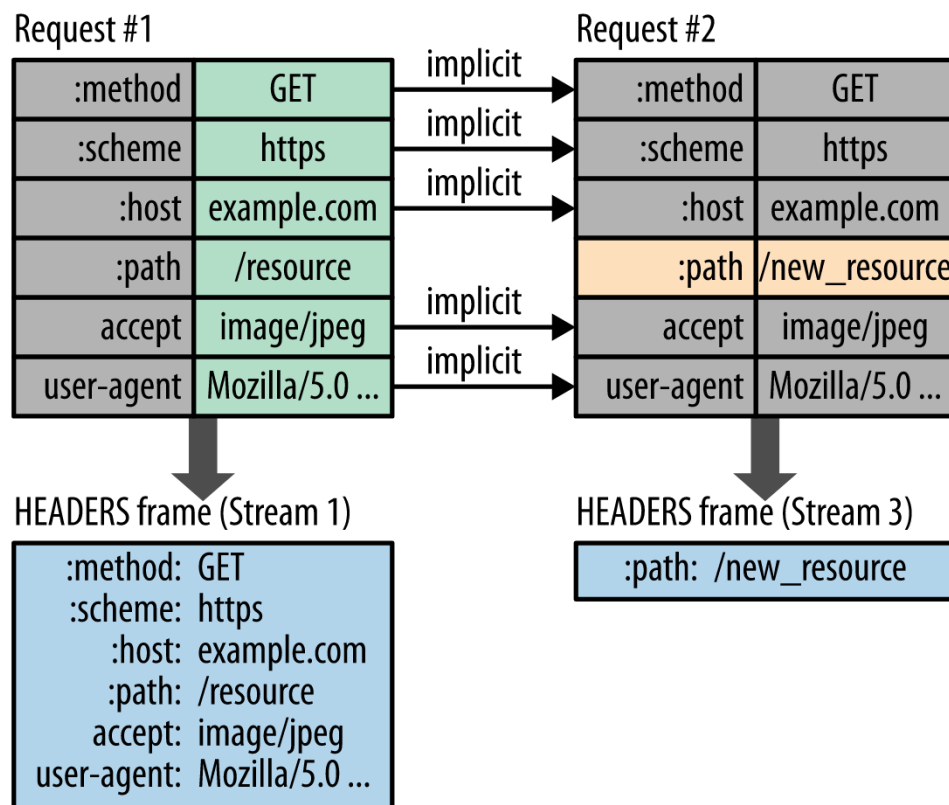 Request #1
:method GET
:scheme https
:host example.com
:path /resource
accept image/jpeg
user-agent Mozilla/5.0 ...
implicit
implicit
implicit
implicit
implicit
Request #2
:method GET
:scheme https
:host example.com
:path /new_resource
accept image/jpeg
user-agent Mozilla/5.0 ...
HEADERS frame (Stream 1)
:method: GET
:scheme: https
:host: example.com
:path: /resource
accept: image/jpeg
user-agent: Mozilla/5.0 ...
HEADERS frame (Stream 3)
:path: /new_resource